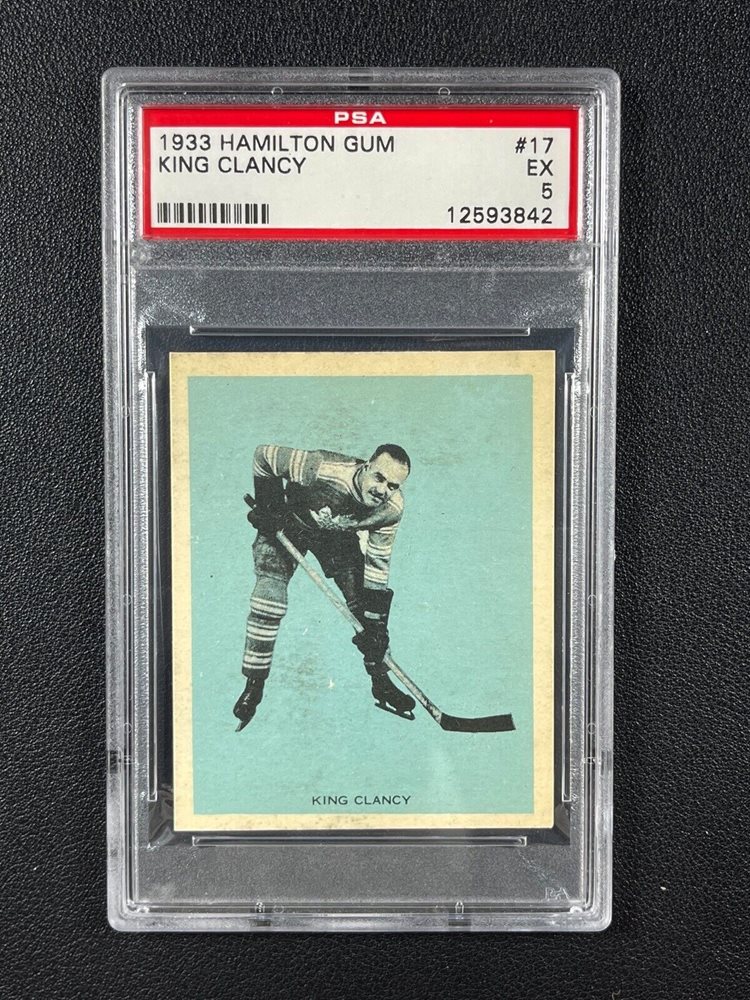 PSA
1933 HAMILTON GUM #17
KING CLANCY EX
5
12593842
KING CLANCY